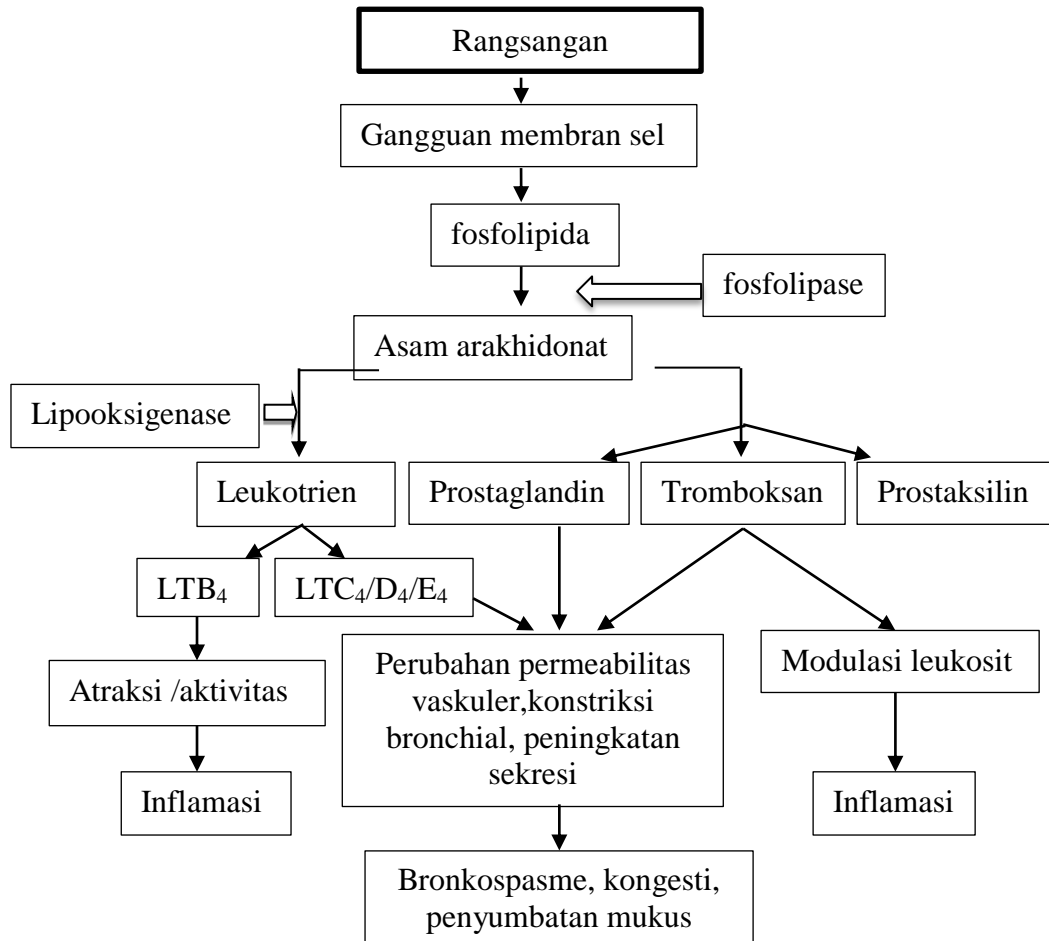 Rangsangan
Gangguan membran sel
fosfolipida
fosfolipase
Asam arakhidonat
Lipooksigenase
Leukotrien
Prostaglandin
Tromboksan
Prostaksilin
LTB₄
LTC₄/D₄/E₄
Atraksi /aktivitas
Perubahan permeabilitas
vaskuler,konstriksi
bronchial, peningkatan
sekresi
Modulasi leukosit
Inflamasi
Inflamasi
Bronkospasme, kongesti,
penyumbatan mukus